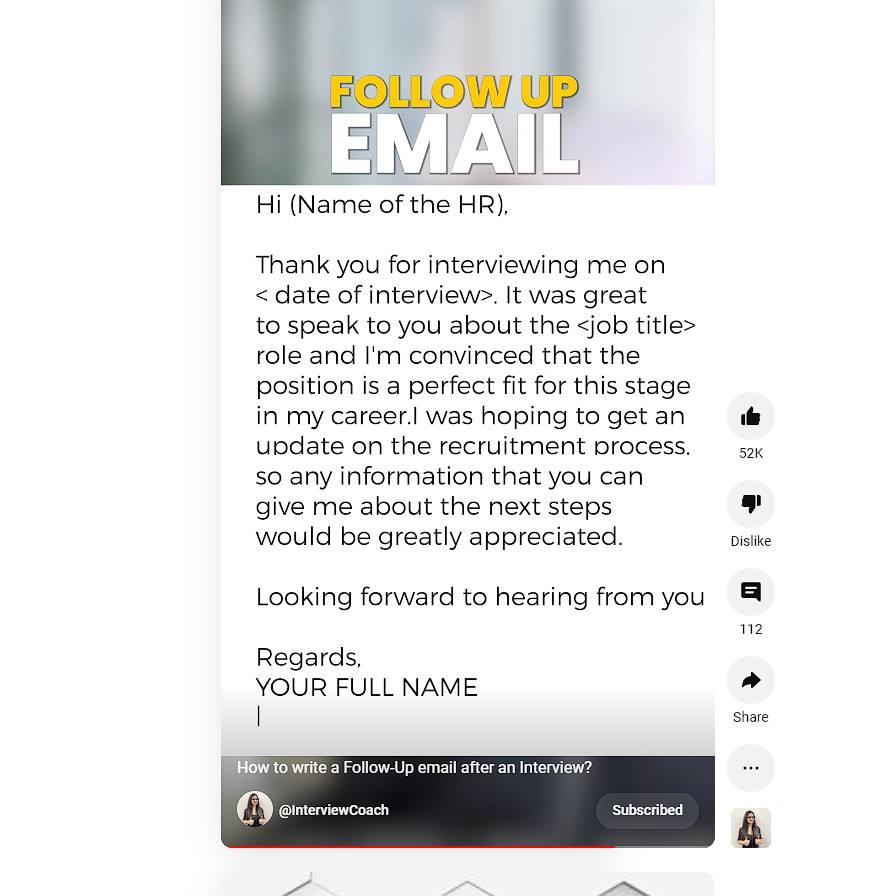 FOLLOW UP
EMAIL
Hi (Name of the HR),
Thank you for interviewing me on
< date of interview>. It was great
to speak to you about the <job title>
role and I'm convinced that the
position is a perfect fit for this stage
in my career.I was hoping to get an
update on the recruitment process,
so any information that you can
give me about the next steps
would be greatly appreciated.
Looking forward to hearing from you
Regards,
YOUR FULL NAME
How to write a Follow-Up email after an Interview?
@InterviewCoach
Subscribed
52K
Dislike
112
Share